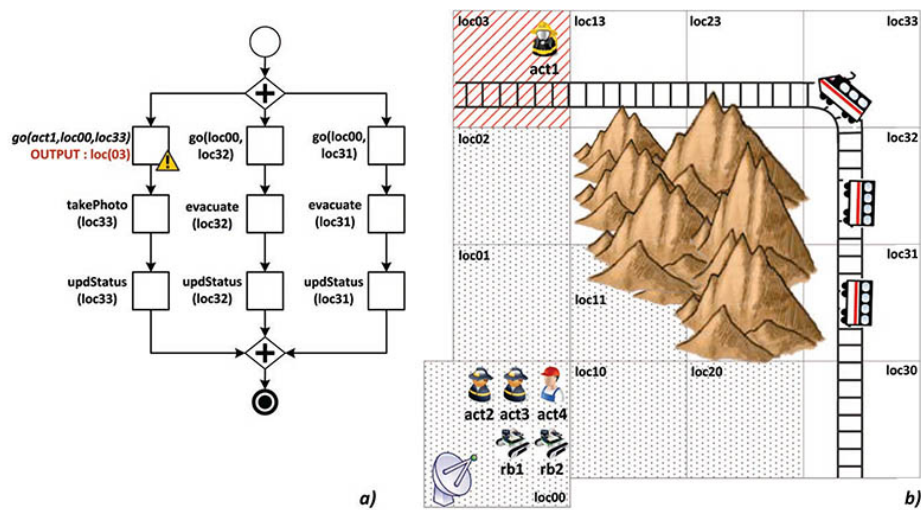 go(act1,loc00,loc33)
OUTPUT : loc(03)
go(loc00,
loc32)
go(loc00,
loc31)
takePhoto
(loc33)
evacuate
(loc32)
evacuate
(loc31)
updStatus
(loc33)
updStatus
(loc32)
updStatus
(loc31)
a)
loc03
loc13
loc23
loc33
act1
loc02
loc32
loc01
loc31
loc11
loc10
loc20
loc30
act2
act3
act4
rb1
rb2
loc00
b)